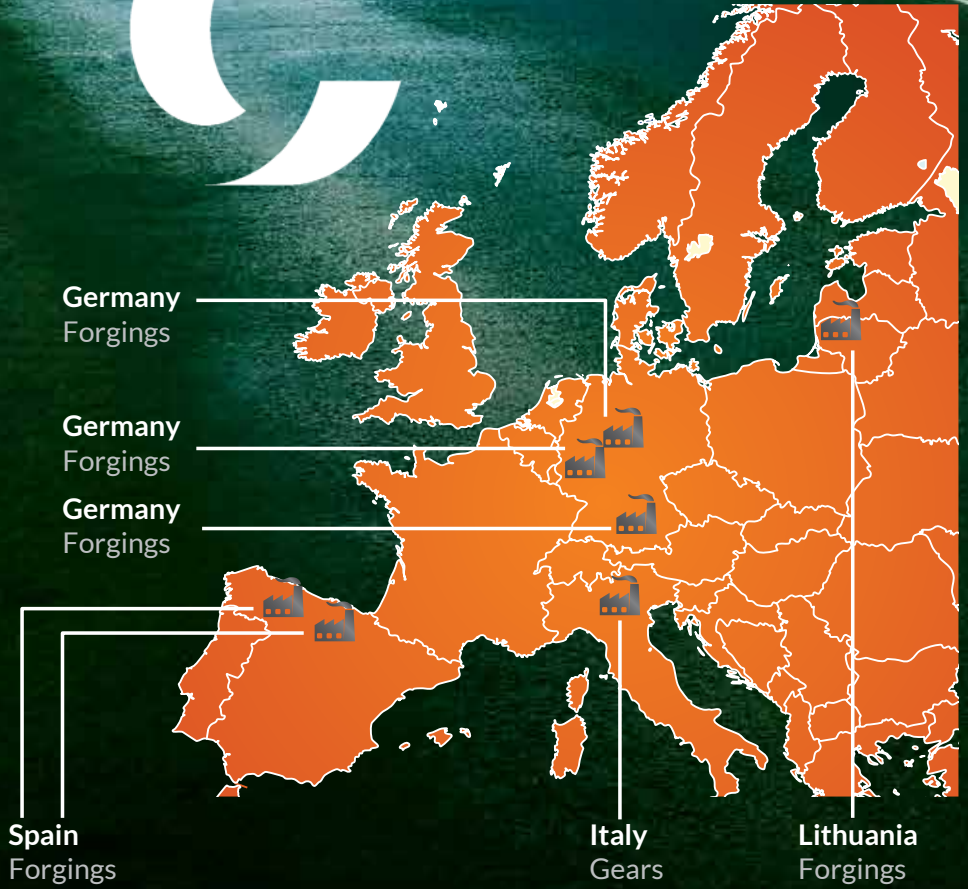 Germany
Forgings
Germany
Forgings
Germany
Forgings
Spain
Forgings
Italy
Gears
Lithuania
Forgings